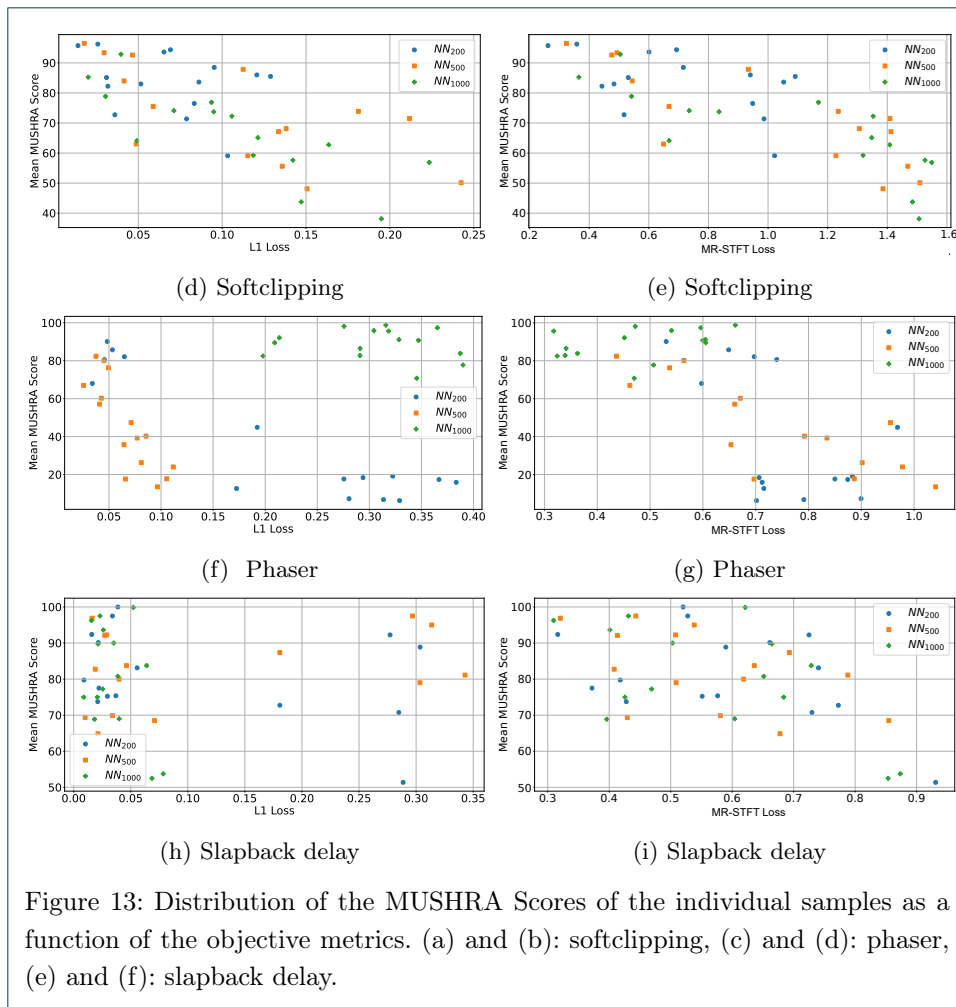 Mean MUSHRA Score
90
80
70
60
50
40
0.05 0.10 0.15 0.20 0.25
L1 Loss
NN200
NN500
NN1000
(d) Softclipping
Mean MUSHRA Score
90
80
70
60
50
40
0.2 0.4 0.6 0.8 1.0 1.2 1.4 1.6
MR-STFT Loss
NN200
NN500
NN1000
(e) Softclipping
Mean MUSHRA Score
100
80
60
40
20
0.05 0.10 0.15 0.20 0.25 0.30 0.35 0.40
L1 Loss
NN200
NN500
NN1000
(f) Phaser
Mean MUSHRA Score
100
80
60
40
20
0.3 0.4 0.5 0.6 0.7 0.8 0.9 1.0
MR-STFT Loss
NN200
NN500
NN1000
(g) Phaser
Mean MUSHRA Score
100
90
80
70
60
50
0.00 0.05 0.10 0.15 0.20 0.25 0.30 0.35
L1 Loss
NN200
NN500
NN1000
(h) Slapback delay
Mean MUSHRA Score
100
90
80
70
60
50
0.3 0.4 0.5 0.6 0.7 0.8 0.9
MR-STFT Loss
NN200
NN500
NN1000
(i) Slapback delay
Figure 13: Distribution of the MUSHRA Scores of the individual samples as a
function of the objective metrics. (a) and (b): softclipping, (c) and (d): phaser,
(e) and (f): slapback delay.